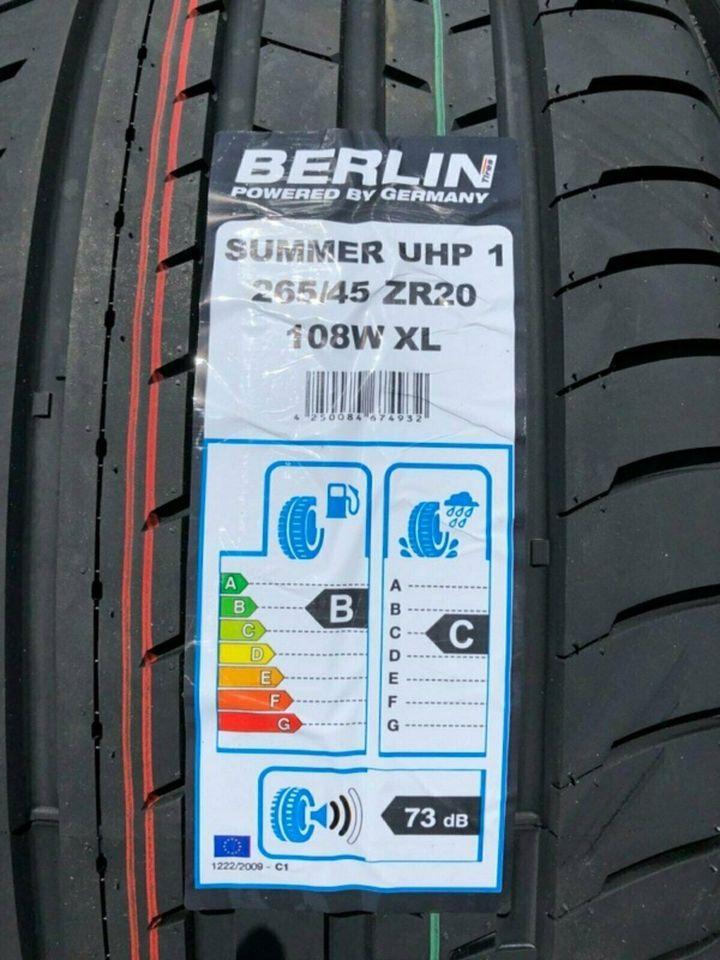 BERLIN Tires
POWERED BY GERMANY
SUMMER UHP 1
265/45 ZR20
108W XL
4 250084 674932
A
B
C
D
E
F
G
B
A
B
C
D
E
F
G
C
73 dB
1222/2009 - C1